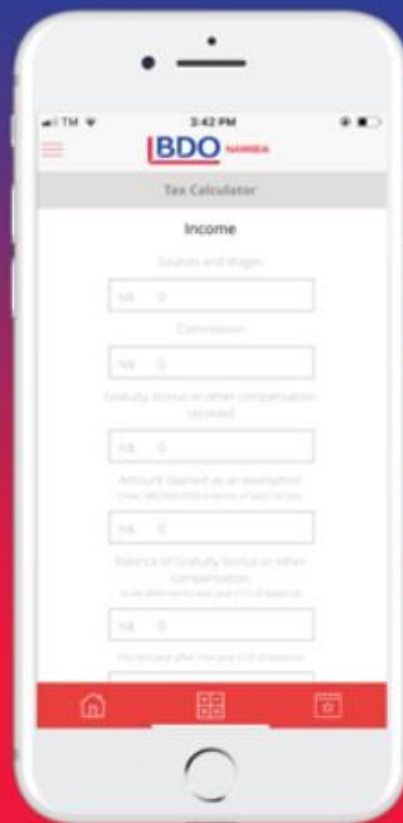 TM
3:42 PM
BDO NAMIBIA
Tax Calculator
Income
Salaries and Wages
N$ 0
Commission
N$ 0
Gratuity, bonus or other compensation
received
N$ 0
Amount claimed as an exemption
N$ 0
Balance of Gratuity, bonus or other
compensation
N$ 0